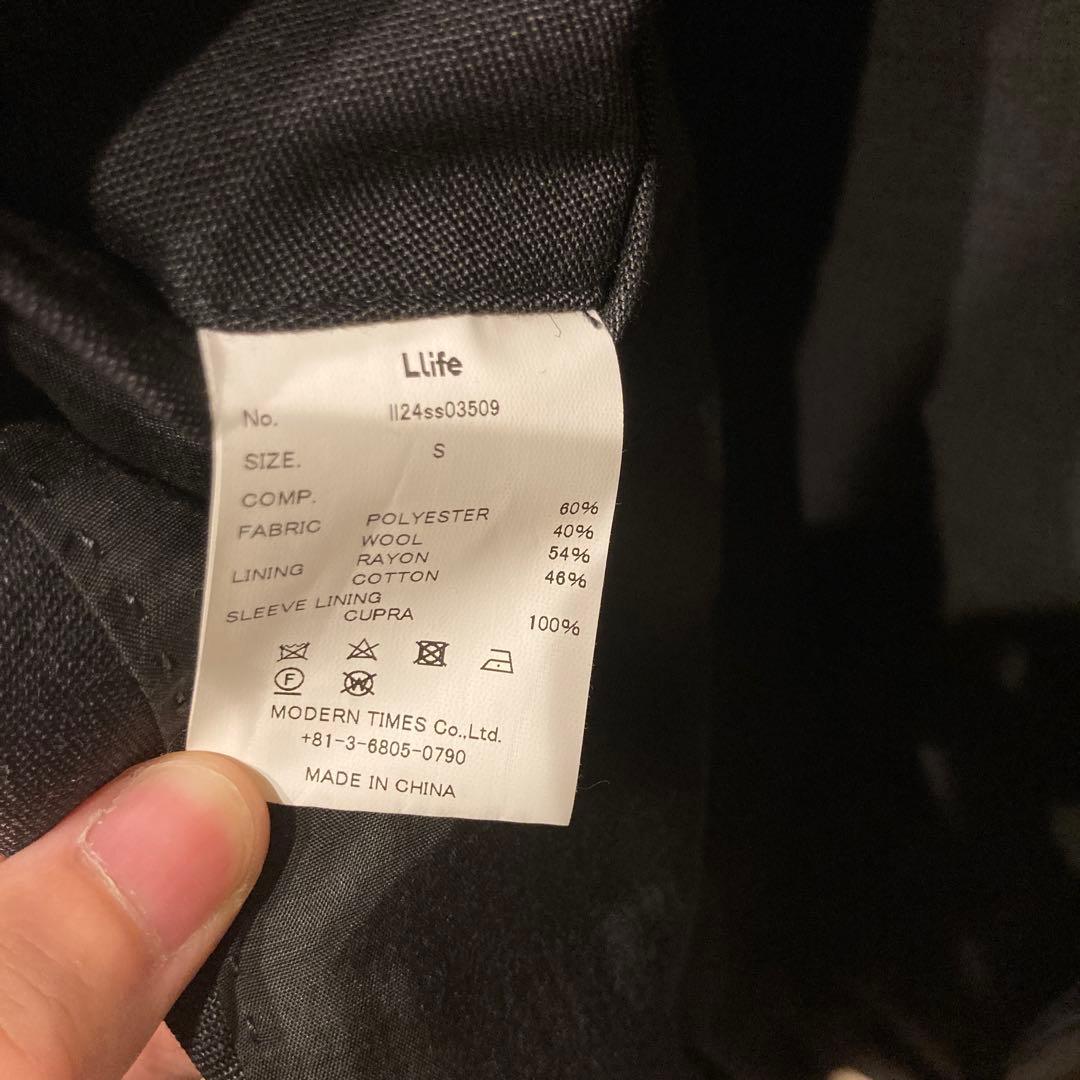 Llife
No. ll24ss03509
SIZE. S
COMP.
FABRIC POLYESTER 60%
WOOL 40%
LINING RAYON 54%
COTTON 46%
SLEEVE LINING
CUPRA 100%
F W
MODERN TIMES Co.,Ltd.
+81-3-6805-0790
MADE IN CHINA